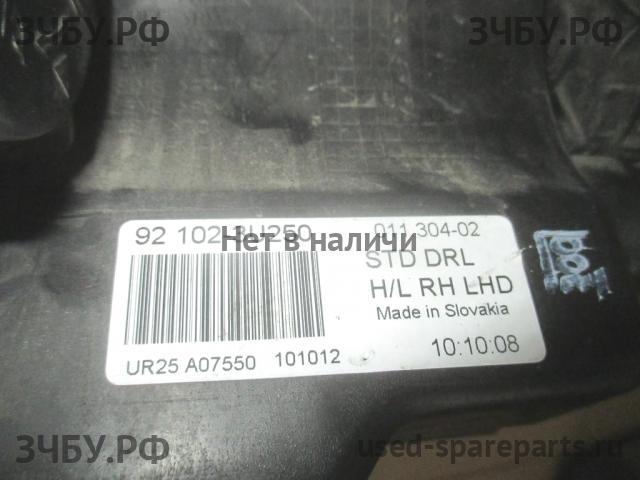 ЗЧБУ.РФ
ЗЧБУ.РФ
92 102 3U250
011.304-02
Нет в наличи
STD DRL
H/L RH LHD
Made in Slovakia
UR25 A07550 101012
10:10:08
ЗЧБУ.РФ
used-spareparts.ru